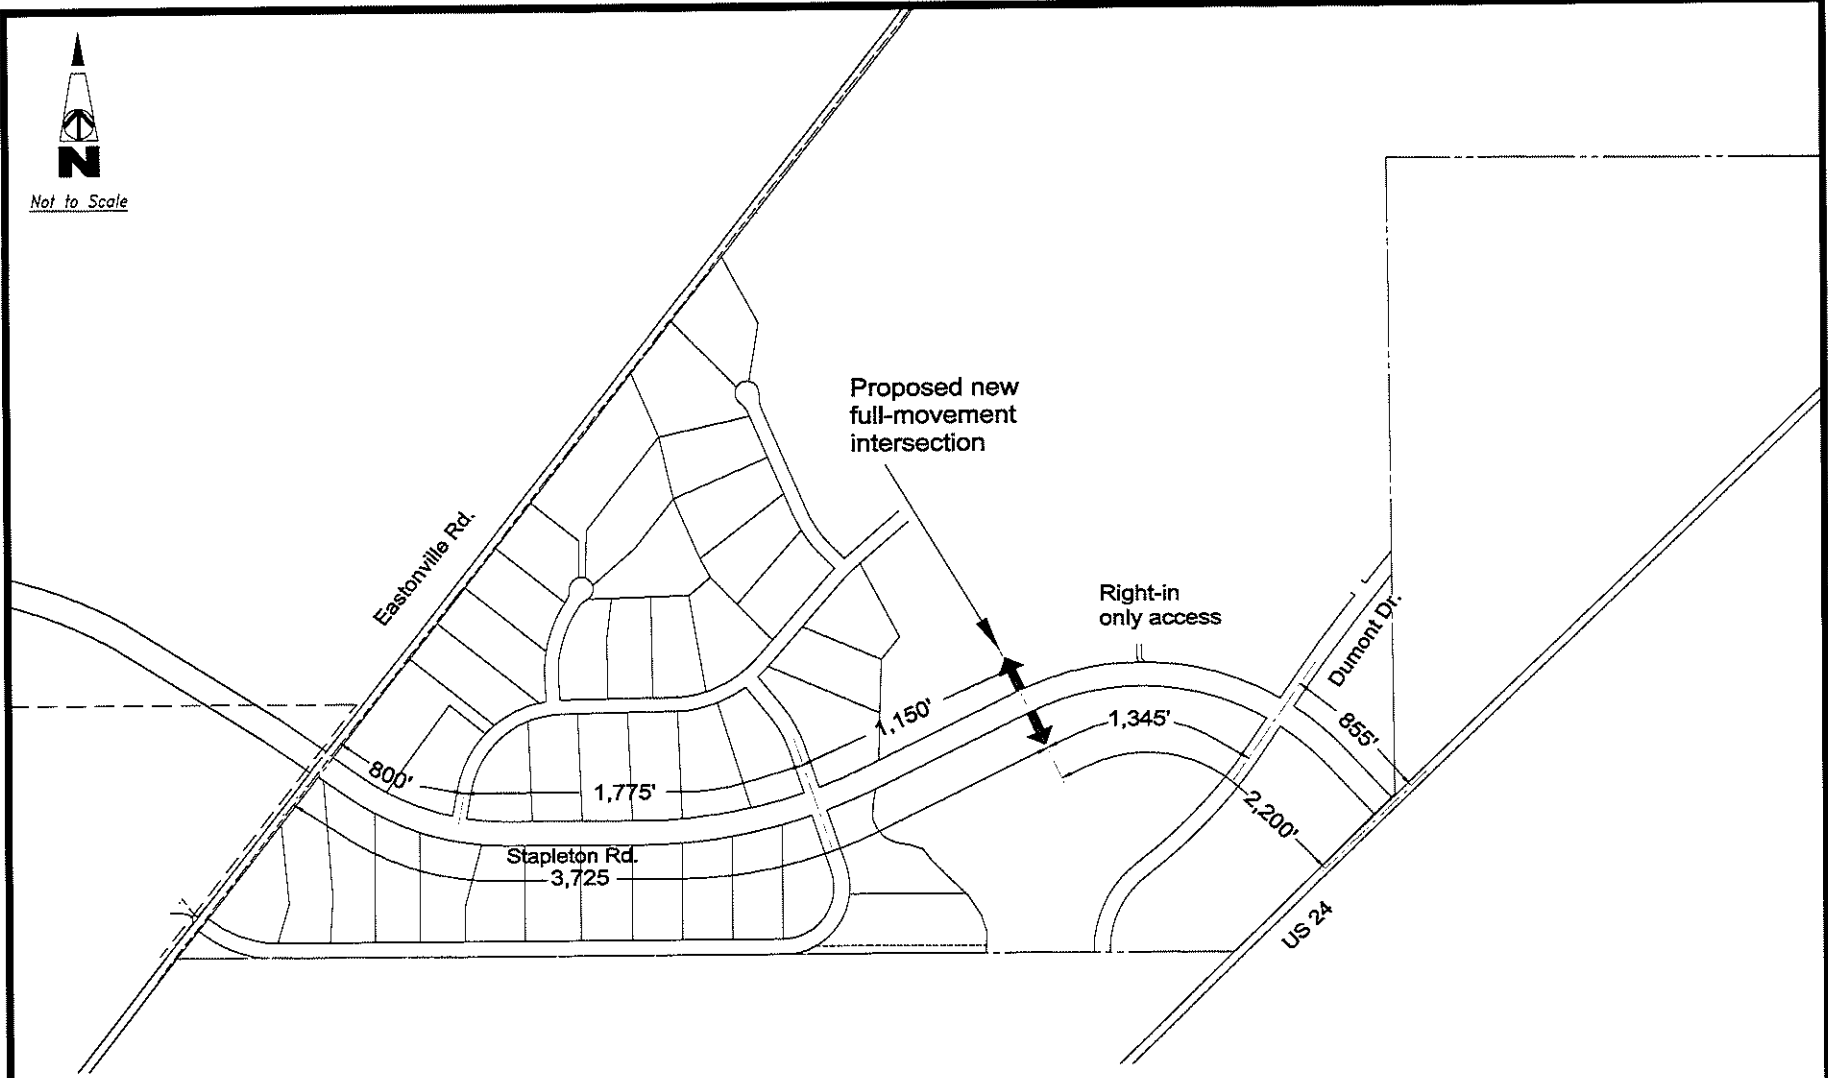 N
Not to Scale
Proposed new
full-movement
intersection
Eastonville Rd.
Right-in
only access
Dumont Dr.
1,150'
1,345'
855'
800'
1,775'
2,200'
Stapleton Rd.
3,725
US 24